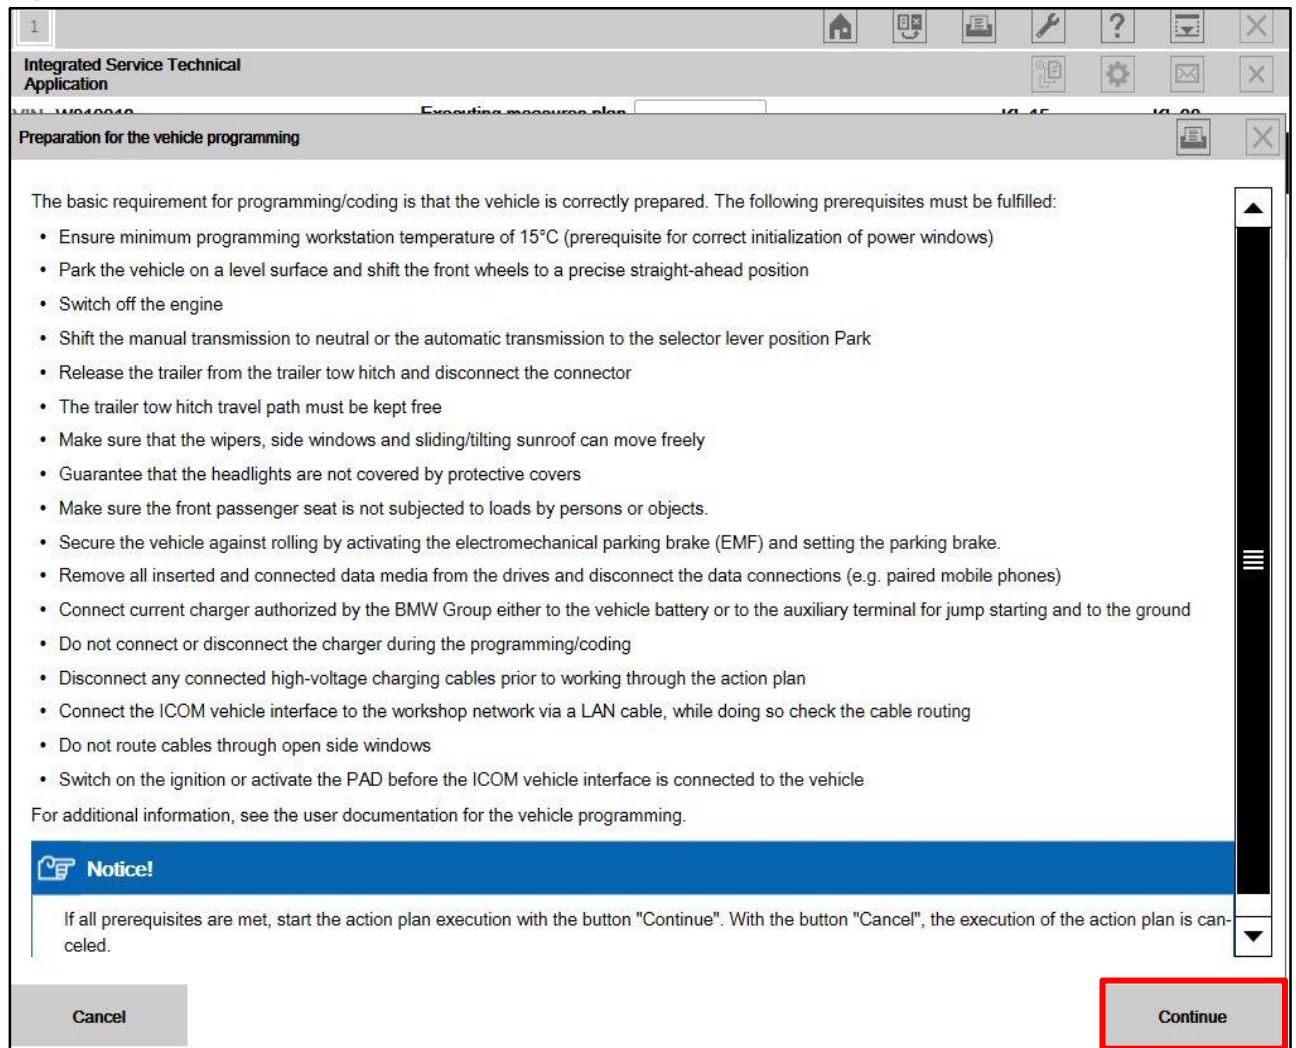 1
?
Integrated Service Technical
Application
Preparation for the vehicle programming
The basic requirement for programming/coding is that the vehicle is correctly prepared. The following prerequisites must be fulfilled:
• Ensure minimum programming workstation temperature of 15°C (prerequisite for correct initialization of power windows)
• Park the vehicle on a level surface and shift the front wheels to a precise straight-ahead position
• Switch off the engine
• Shift the manual transmission to neutral or the automatic transmission to the selector lever position Park
• Release the trailer from the trailer tow hitch and disconnect the connector
• The trailer tow hitch travel path must be kept free
• Make sure that the wipers, side windows and sliding/tilting sunroof can move freely
• Guarantee that the headlights are not covered by protective covers
• Make sure the front passenger seat is not subjected to loads by persons or objects.
• Secure the vehicle against rolling by activating the electromechanical parking brake (EMF) and setting the parking brake.
• Remove all inserted and connected data media from the drives and disconnect the data connections (e.g. paired mobile phones)
• Connect current charger authorized by the BMW Group either to the vehicle battery or to the auxiliary terminal for jump starting and to the ground
• Do not connect or disconnect the charger during the programming/coding
• Disconnect any connected high-voltage charging cables prior to working through the action plan
• Connect the ICOM vehicle interface to the workshop network via a LAN cable, while doing so check the cable routing
• Do not route cables through open side windows
• Switch on the ignition or activate the PAD before the ICOM vehicle interface is connected to the vehicle
For additional information, see the user documentation for the vehicle programming.
Notice!
If all prerequisites are met, start the action plan execution with the button "Continue". With the button "Cancel", the execution of the action plan is can-
celed.
Cancel
Continue